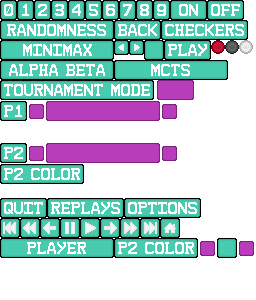 0 1 2 3 4 5 6 7 8 9 ON OFF
RANDOMNESS BACK CHECKERS
MINIMAX PLAY
ALPHA BETA MCTS
TOURNAMENT MODE
P1
P2
P2 COLOR
QUIT REPLAYS OPTIONS
PLAYER P2 COLOR